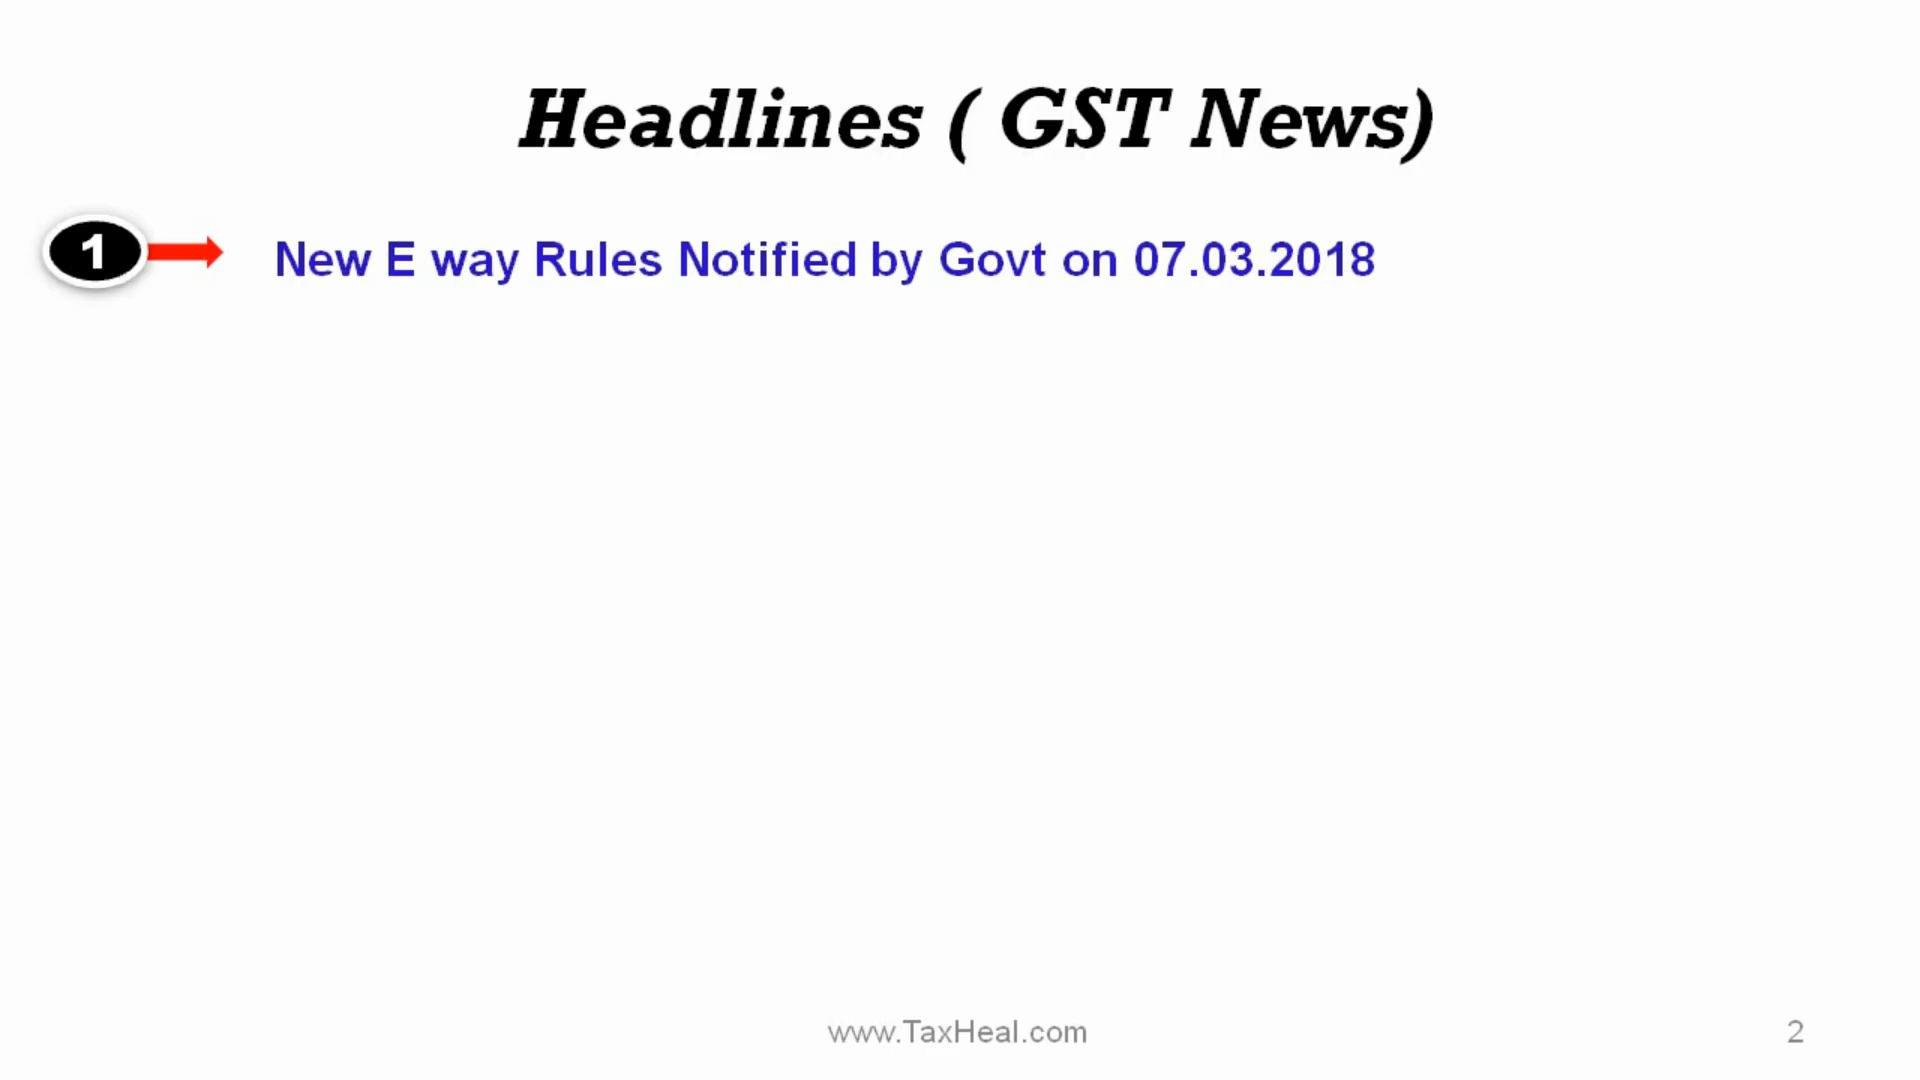 Headlines ( GST News)
1
New E way Rules Notified by Govt on 07.03.2018
www.TaxHeal.com
2